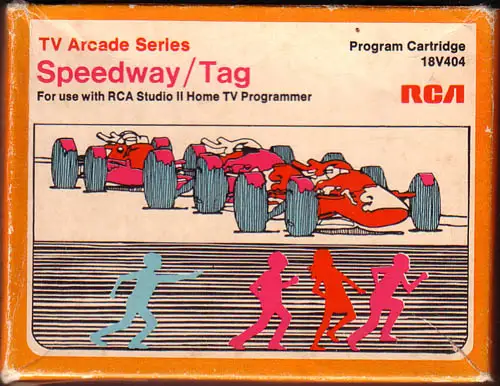 TV Arcade Series
Speedway/Tag
For use with RCA Studio II Home TV Programmer
Program Cartridge
18V404
RCA